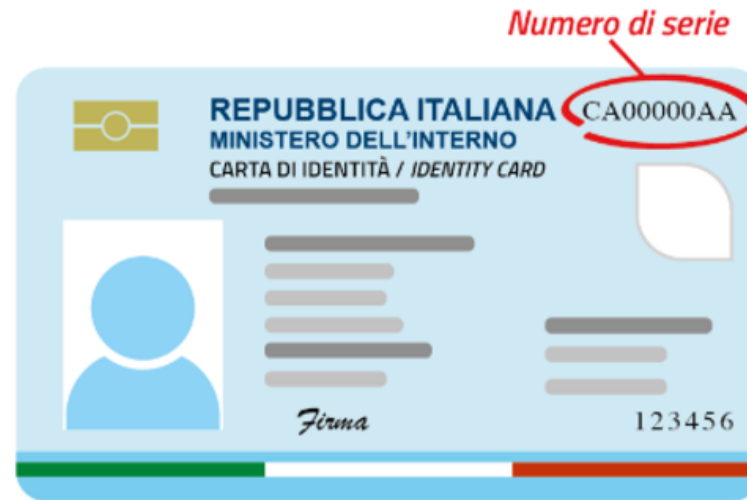 Numero di serie
REPUBBLICA ITALIANA CA00000AA
MINISTERO DELL'INTERNO
CARTA DI IDENTITÀ / IDENTITY CARD
Firma 123456